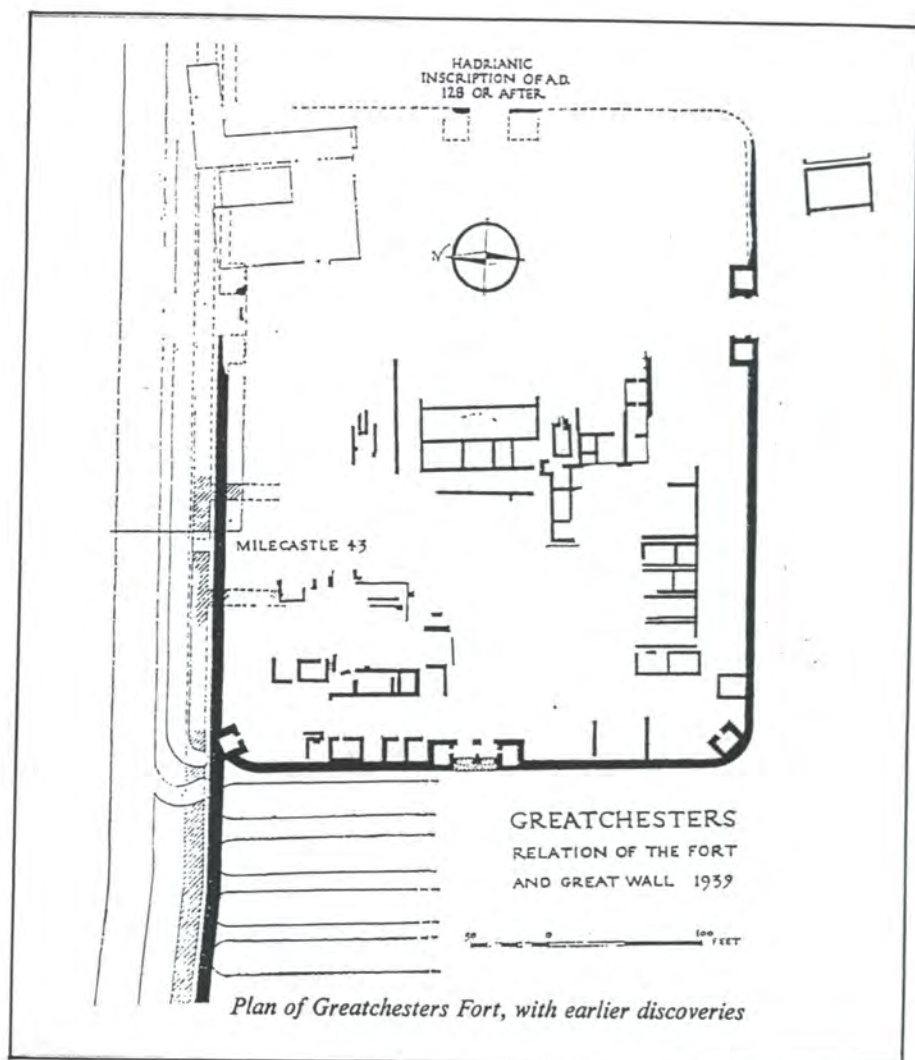 HADRIANIC
INSCRIPTION OF A.D.
128 OR AFTER
N
MILECASTLE 43
GREATCHESTERS
RELATION OF THE FORT
AND GREAT WALL 1939
50 0 100 FEET
Plan of Greatchesters Fort, with earlier discoveries